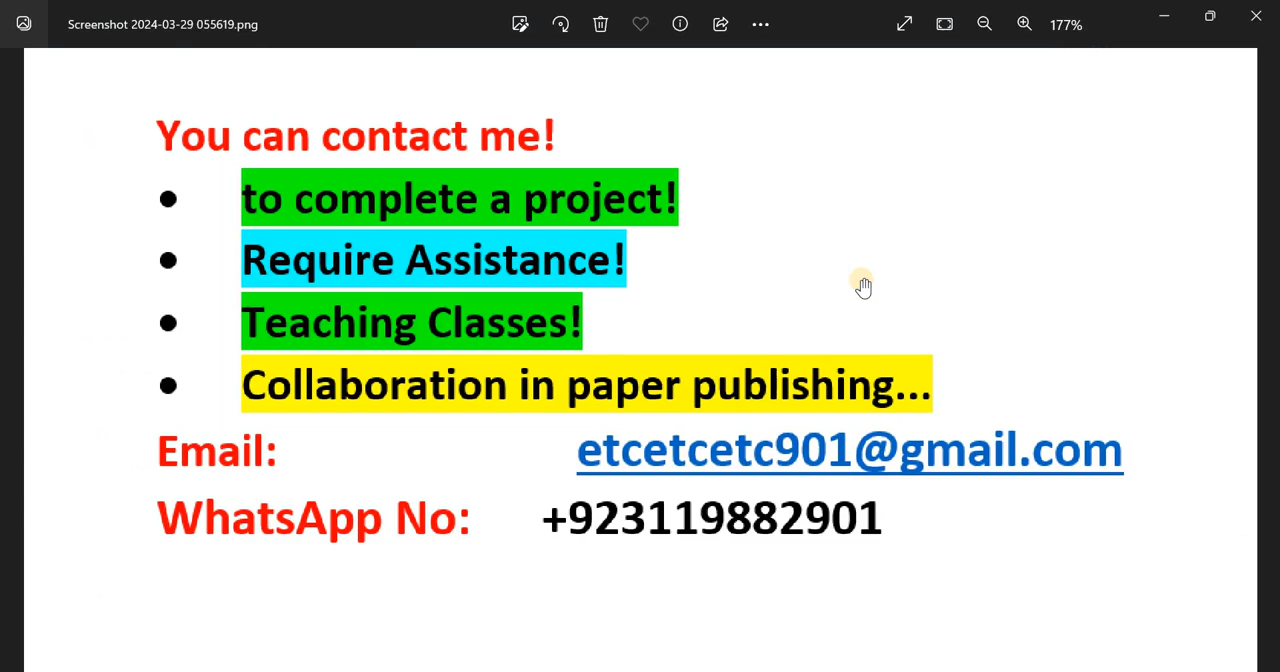 Screenshot 2024-03-29 055619.png
177%
You can contact me!
• to complete a project!
• Require Assistance!
• Teaching Classes!
• Collaboration in paper publishing...
Email: etcetcetc901@gmail.com
WhatsApp No: +923119882901